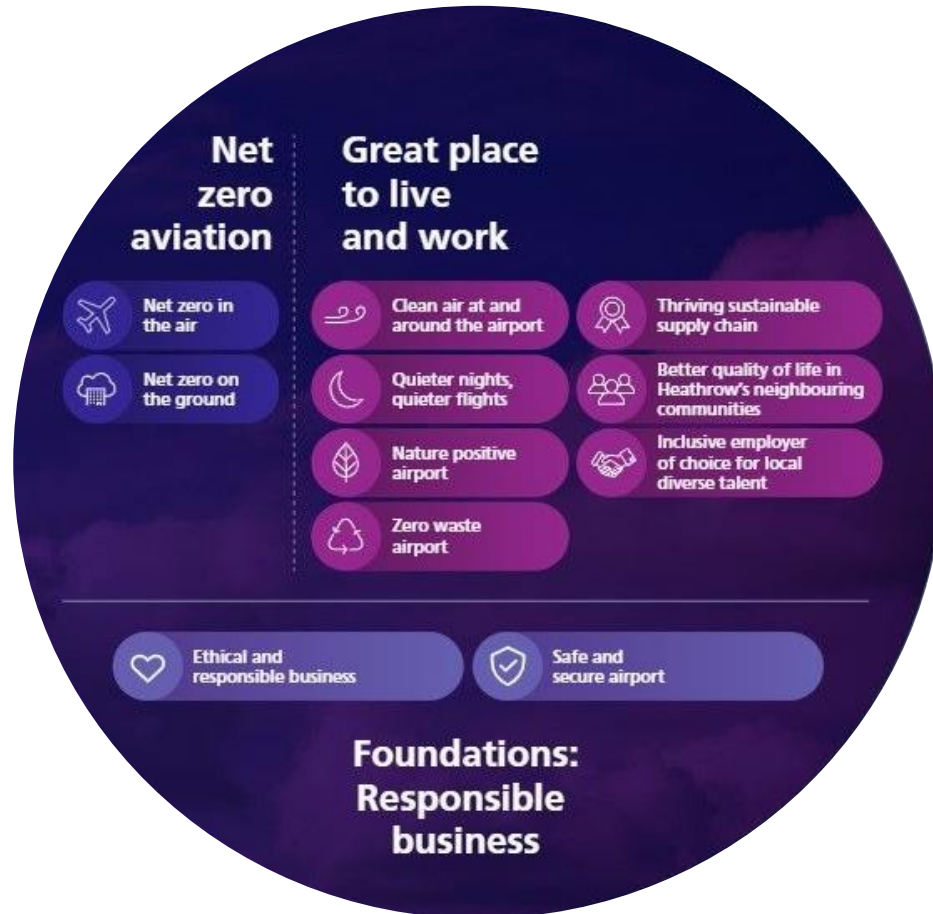 Net
zero
aviation
Net zero in
the air
Net zero on
the ground
Great place
to live
and work
Clean air at and
around the airport
Quieter nights,
quieter flights
Nature positive
airport
Zero waste
airport
Thriving sustainable
supply chain
Better quality of life in
Heathrow's neighbouring
communities
Inclusive employer
of choice for local
diverse talent
Ethical and
responsible business
Safe and
secure airport
Foundations:
Responsible
business